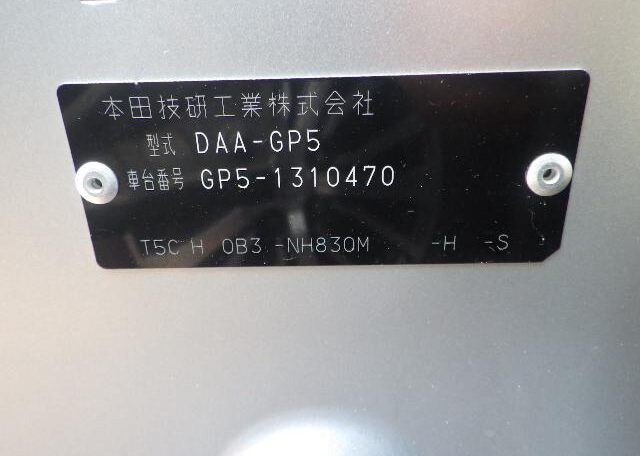 本田技研工業株式会社
型式 DAA-GP5
車台番号 GP5-1310470
T5C H 0B3 -NH830M -H -S